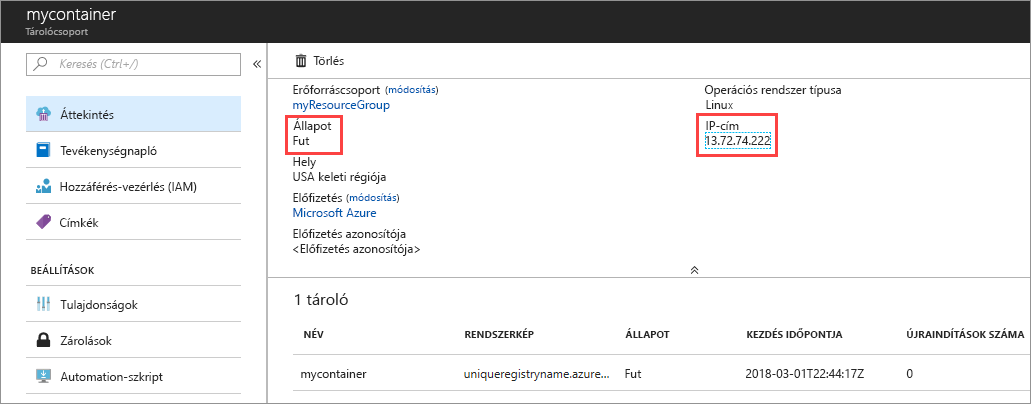 mycontainer
Tárolócsoport
Keresés (Ctrl+/)
«
Áttekintés
Tevékenységnapló
Hozzáférés-vezérlés (IAM)
Címkék
BEÁLLÍTÁSOK
Tulajdonságok
Zárolások
Automation-szkript
Törlés
Erőforráscsoport (módosítás)
myResourceGroup
Állapot
Fut
Hely
USA keleti régiója
Előfizetés (módosítás)
Microsoft Azure
Előfizetés azonosítója
<Előfizetés azonosítója>
Operációs rendszer típusa
Linux
IP-cím
13.72.74.222
1 tároló
NÉV RENDSZERKÉP ÁLLAPOT KEZDÉS IDŐPONTJA ÚJRAINDÍTÁSOK SZÁMA
mycontainer uniqueregistryname.azure... Fut 2018-03-01T22:44:17Z 0